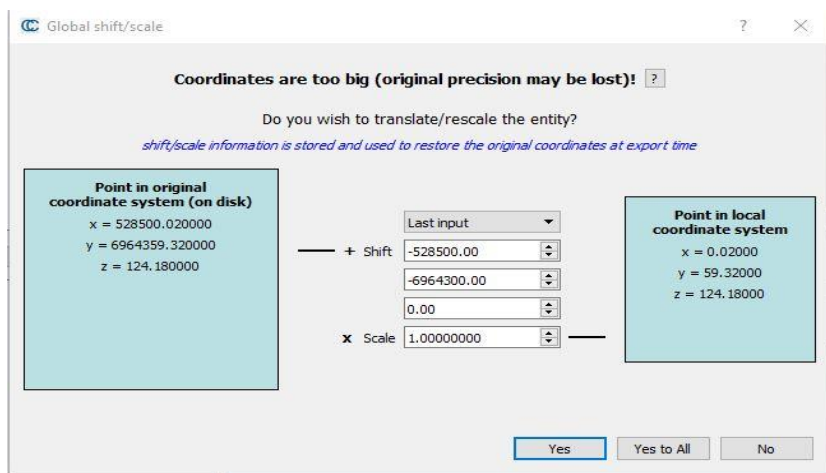 Global shift/scale
?
Coordinates are too big (original precision may be lost)! ?
Do you wish to translate/rescale the entity?
shift/scale information is stored and used to restore the original coordinates at export time
Point in original
coordinate system (on disk)
x = 528500.020000
y = 6964359.320000
z = 124.180000
Last input
+ Shift -528500.00
-6964300.00
0.00
x Scale 1.00000000
Point in local
coordinate system
x = 0.02000
y = 59.32000
z = 124.18000
Yes
Yes to All
No